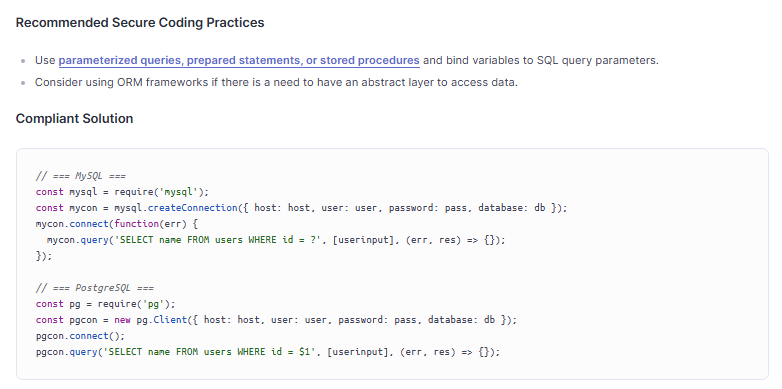 Recommended Secure Coding Practices
Use parameterized queries, prepared statements, or stored procedures and bind variables to SQL query parameters.
Consider using ORM frameworks if there is a need to have an abstract layer to access data.
Compliant Solution
// === MySQL ===
const mysql = require('mysql');
const mycon = mysql.createConnection({ host: host, user: user, password: pass, database: db });
mycon.connect(function(err) {
  mycon.query('SELECT name FROM users WHERE id = ?', [userinput], (err, res) => {});
});
// === PostgreSQL ===
const pg = require('pg');
const pgcon = new pg.Client({ host: host, user: user, password: pass, database: db });
pgcon.connect();
pgcon.query('SELECT name FROM users WHERE id = $1', [userinput], (err, res) => {});